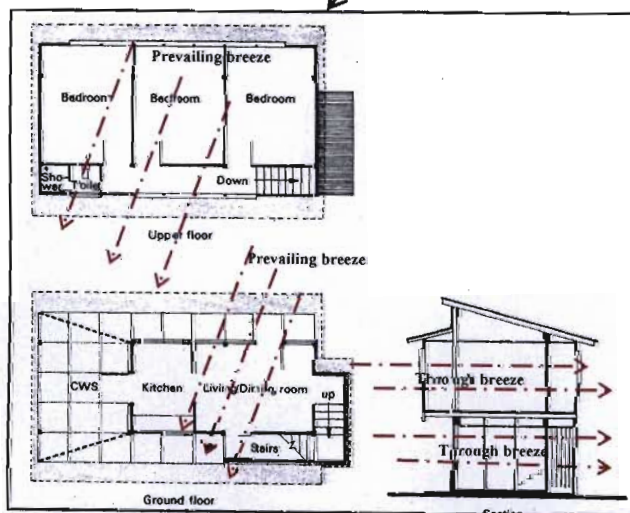 Prevailing breeze
Bedroom Bedroom Bedroom
Sho-
wer Toilet Down
Upper floor
Prevailing breeze
CWS Kitchen Living/Dining room up
Stairs
Ground floor
Through breeze
Through breeze